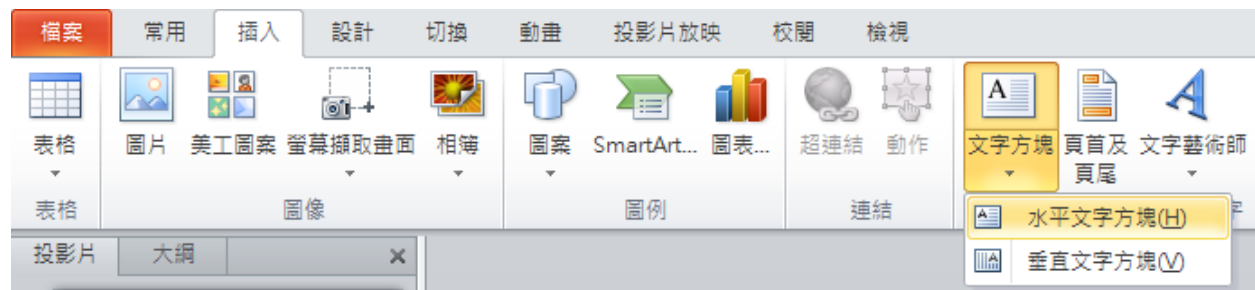 檔案 常用 插入 設計 切換 動畫 投影片放映 校閱 檢視
表格 圖片 美工圖案 螢幕擷取畫面 相簿 圖案 SmartArt... 圖表... 超連結 動作 文字方塊 頁首及 文字藝術師
頁尾
表格 圖像 圖例 連結
水平文字方塊(H)
投影片 大綱
垂直文字方塊(V)